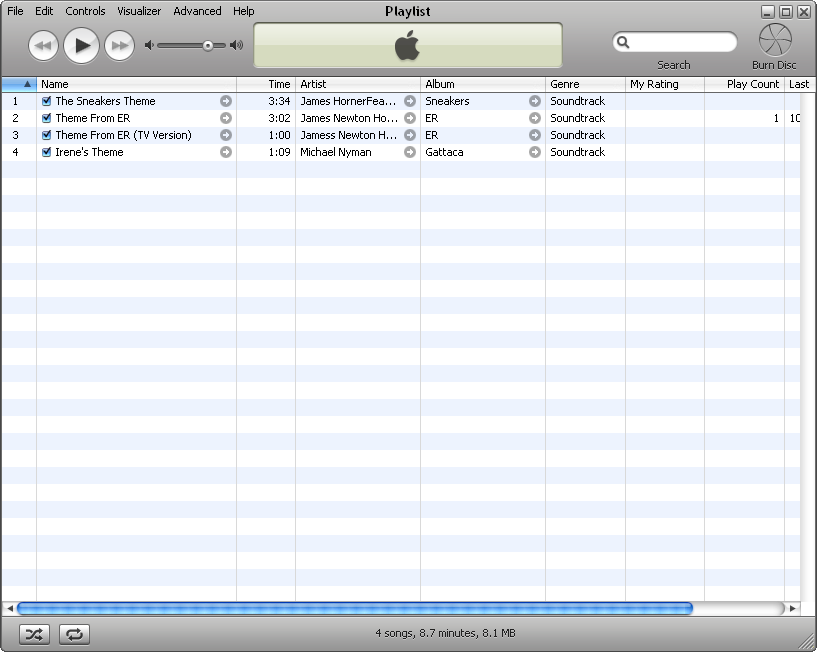 File Edit Controls Visualizer Advanced Help Playlist
Search Burn Disc
Name Time Artist Album Genre My Rating Play Count Last
1 The Sneakers Theme 3:34 James HornerFea... Sneakers Soundtrack
2 Theme From ER 3:02 James Newton Ho... ER Soundtrack 1 10
3 Theme From ER (TV Version) 1:00 Jamess Newton H... ER Soundtrack
4 Irene's Theme 1:09 Michael Nyman Gattaca Soundtrack
4 songs, 8.7 minutes, 8.1 MB